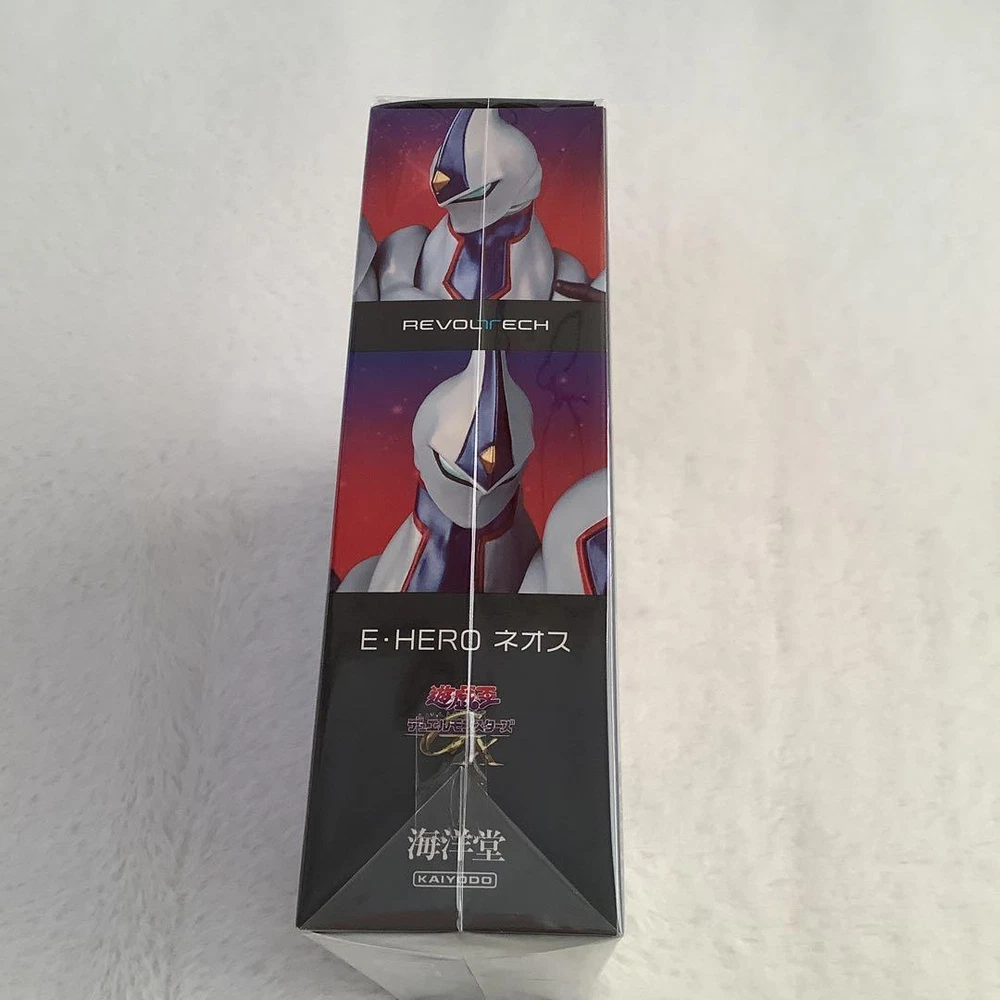 REVOLTECH
E・HERO ネオス
遊戯王
デュエルモンスターズ
GX
海洋堂
KAIYODO